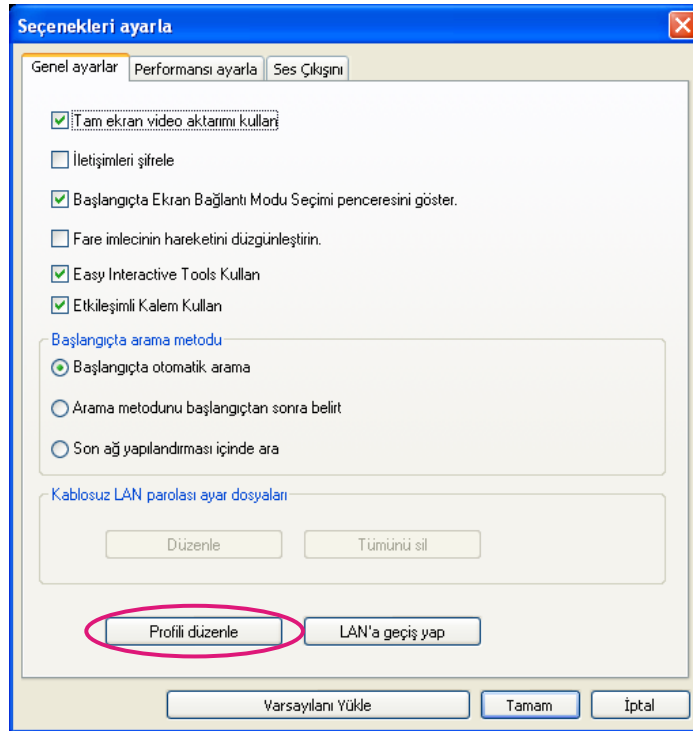 Seçenekleri ayarla
Genel ayarlar Performansı ayarla Ses Çıkışını
Tam ekran video aktarımı kullan
İletişimleri şifrele
Başlangıçta Ekran Bağlantı Modu Seçimi penceresini göster.
Fare imlecinin hareketini düzgünleştirin.
Easy Interactive Tools Kullan
Etkileşimli Kalem Kullan
Başlangıçta arama metodu
Başlangıçta otomatik arama
Arama metodunu başlangıçtan sonra belirt
Son ağ yapılandırması içinde ara
Kablosuz LAN parolası ayar dosyaları
Düzenle Tümünü sil
Profili düzenle LAN'a geçiş yap
Varsayılanı Yükle Tamam İptal